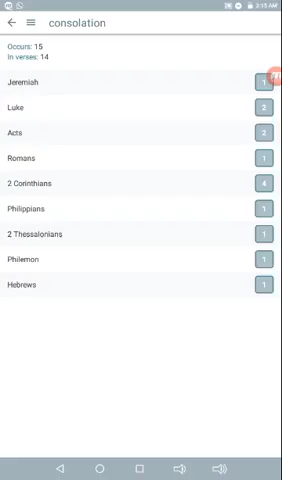 3:15 AM
consolation
Occurs: 15
In verses: 14
Jeremiah 1
Luke 2
Acts 2
Romans 1
2 Corinthians 4
Philippians 1
2 Thessalonians 1
Philemon 1
Hebrews 1